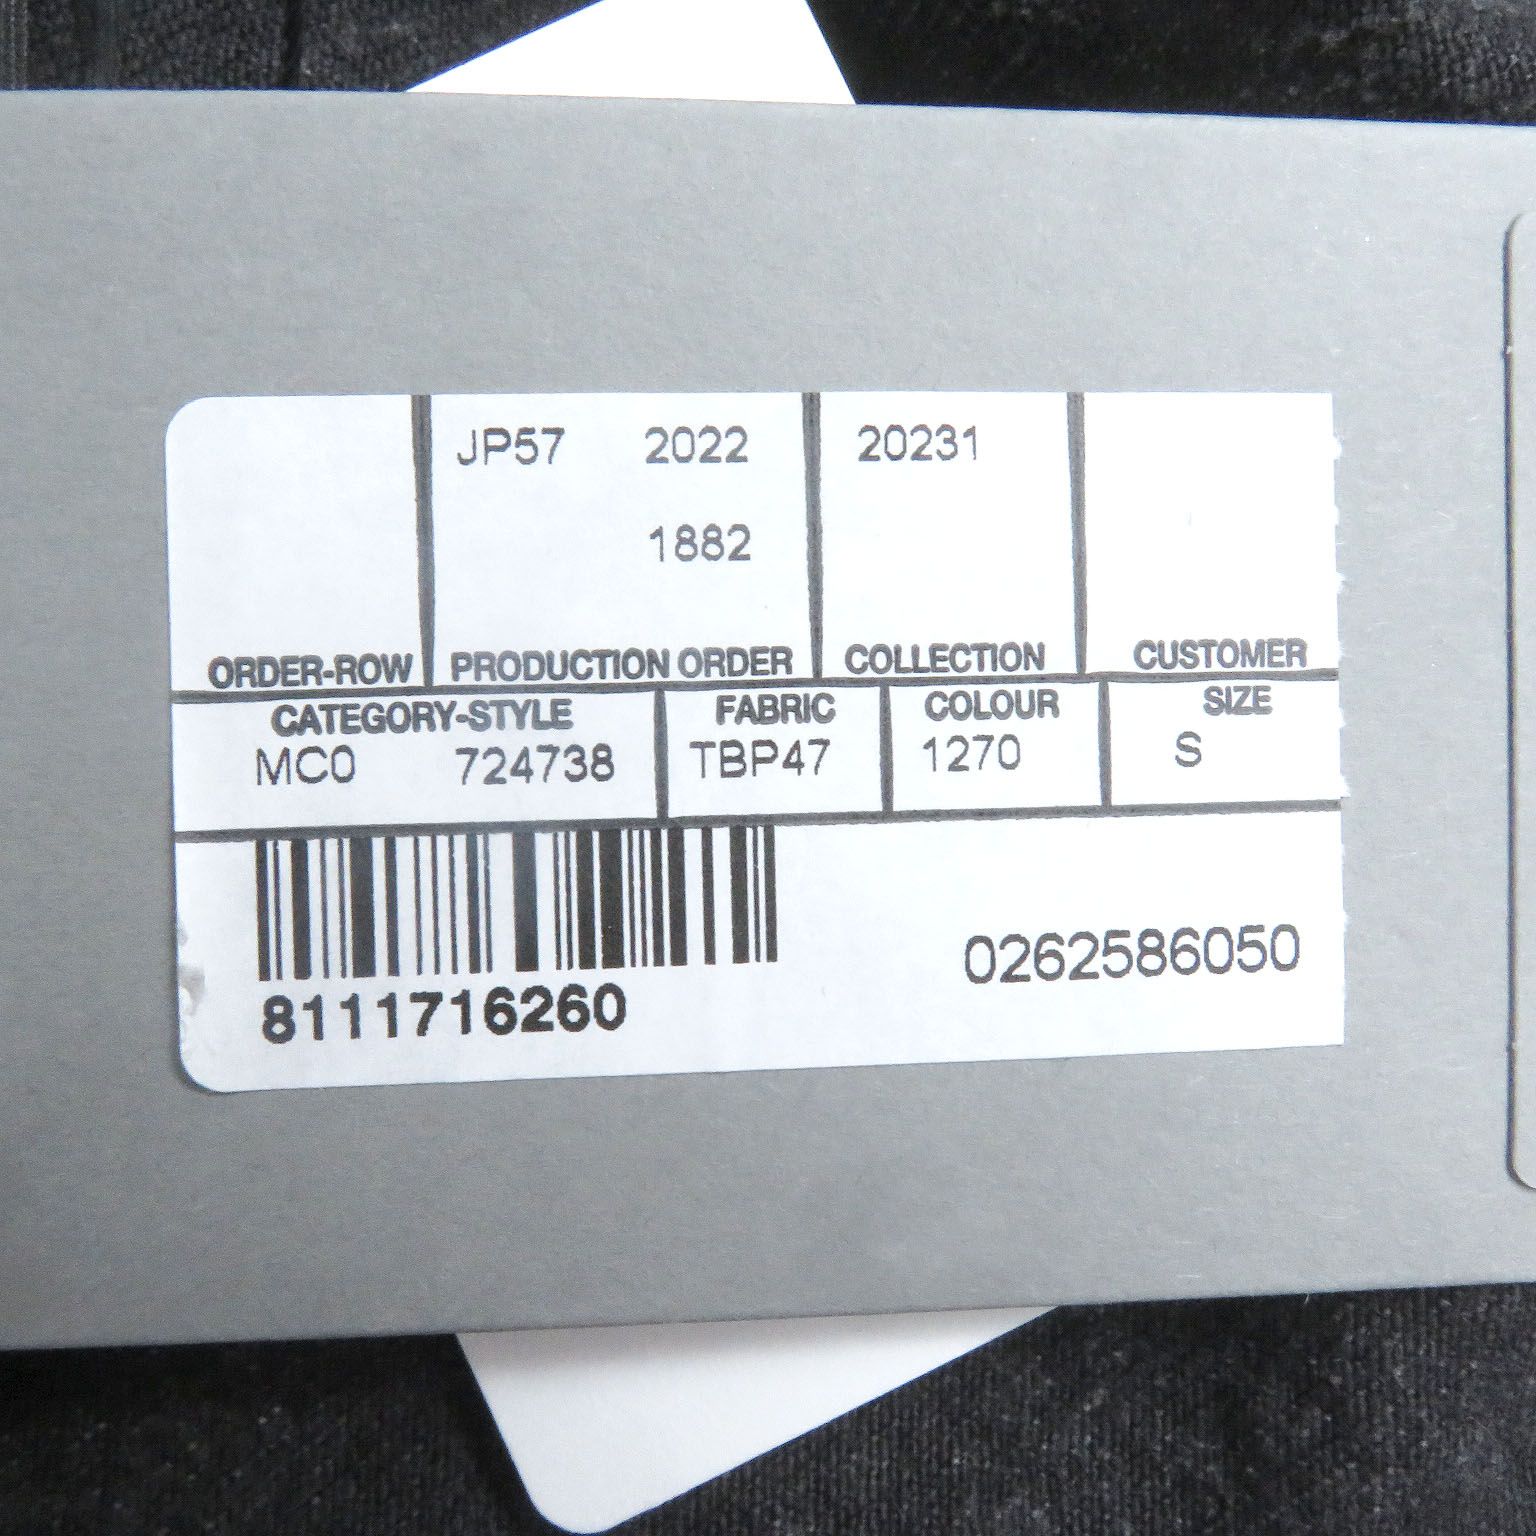 JP57 2022 20231
1882
ORDER-ROW PRODUCTION ORDER COLLECTION CUSTOMER
CATEGORY-STYLE FABRIC COLOUR SIZE
MC0 724738 TBP47 1270 S
0262586050
8111716260